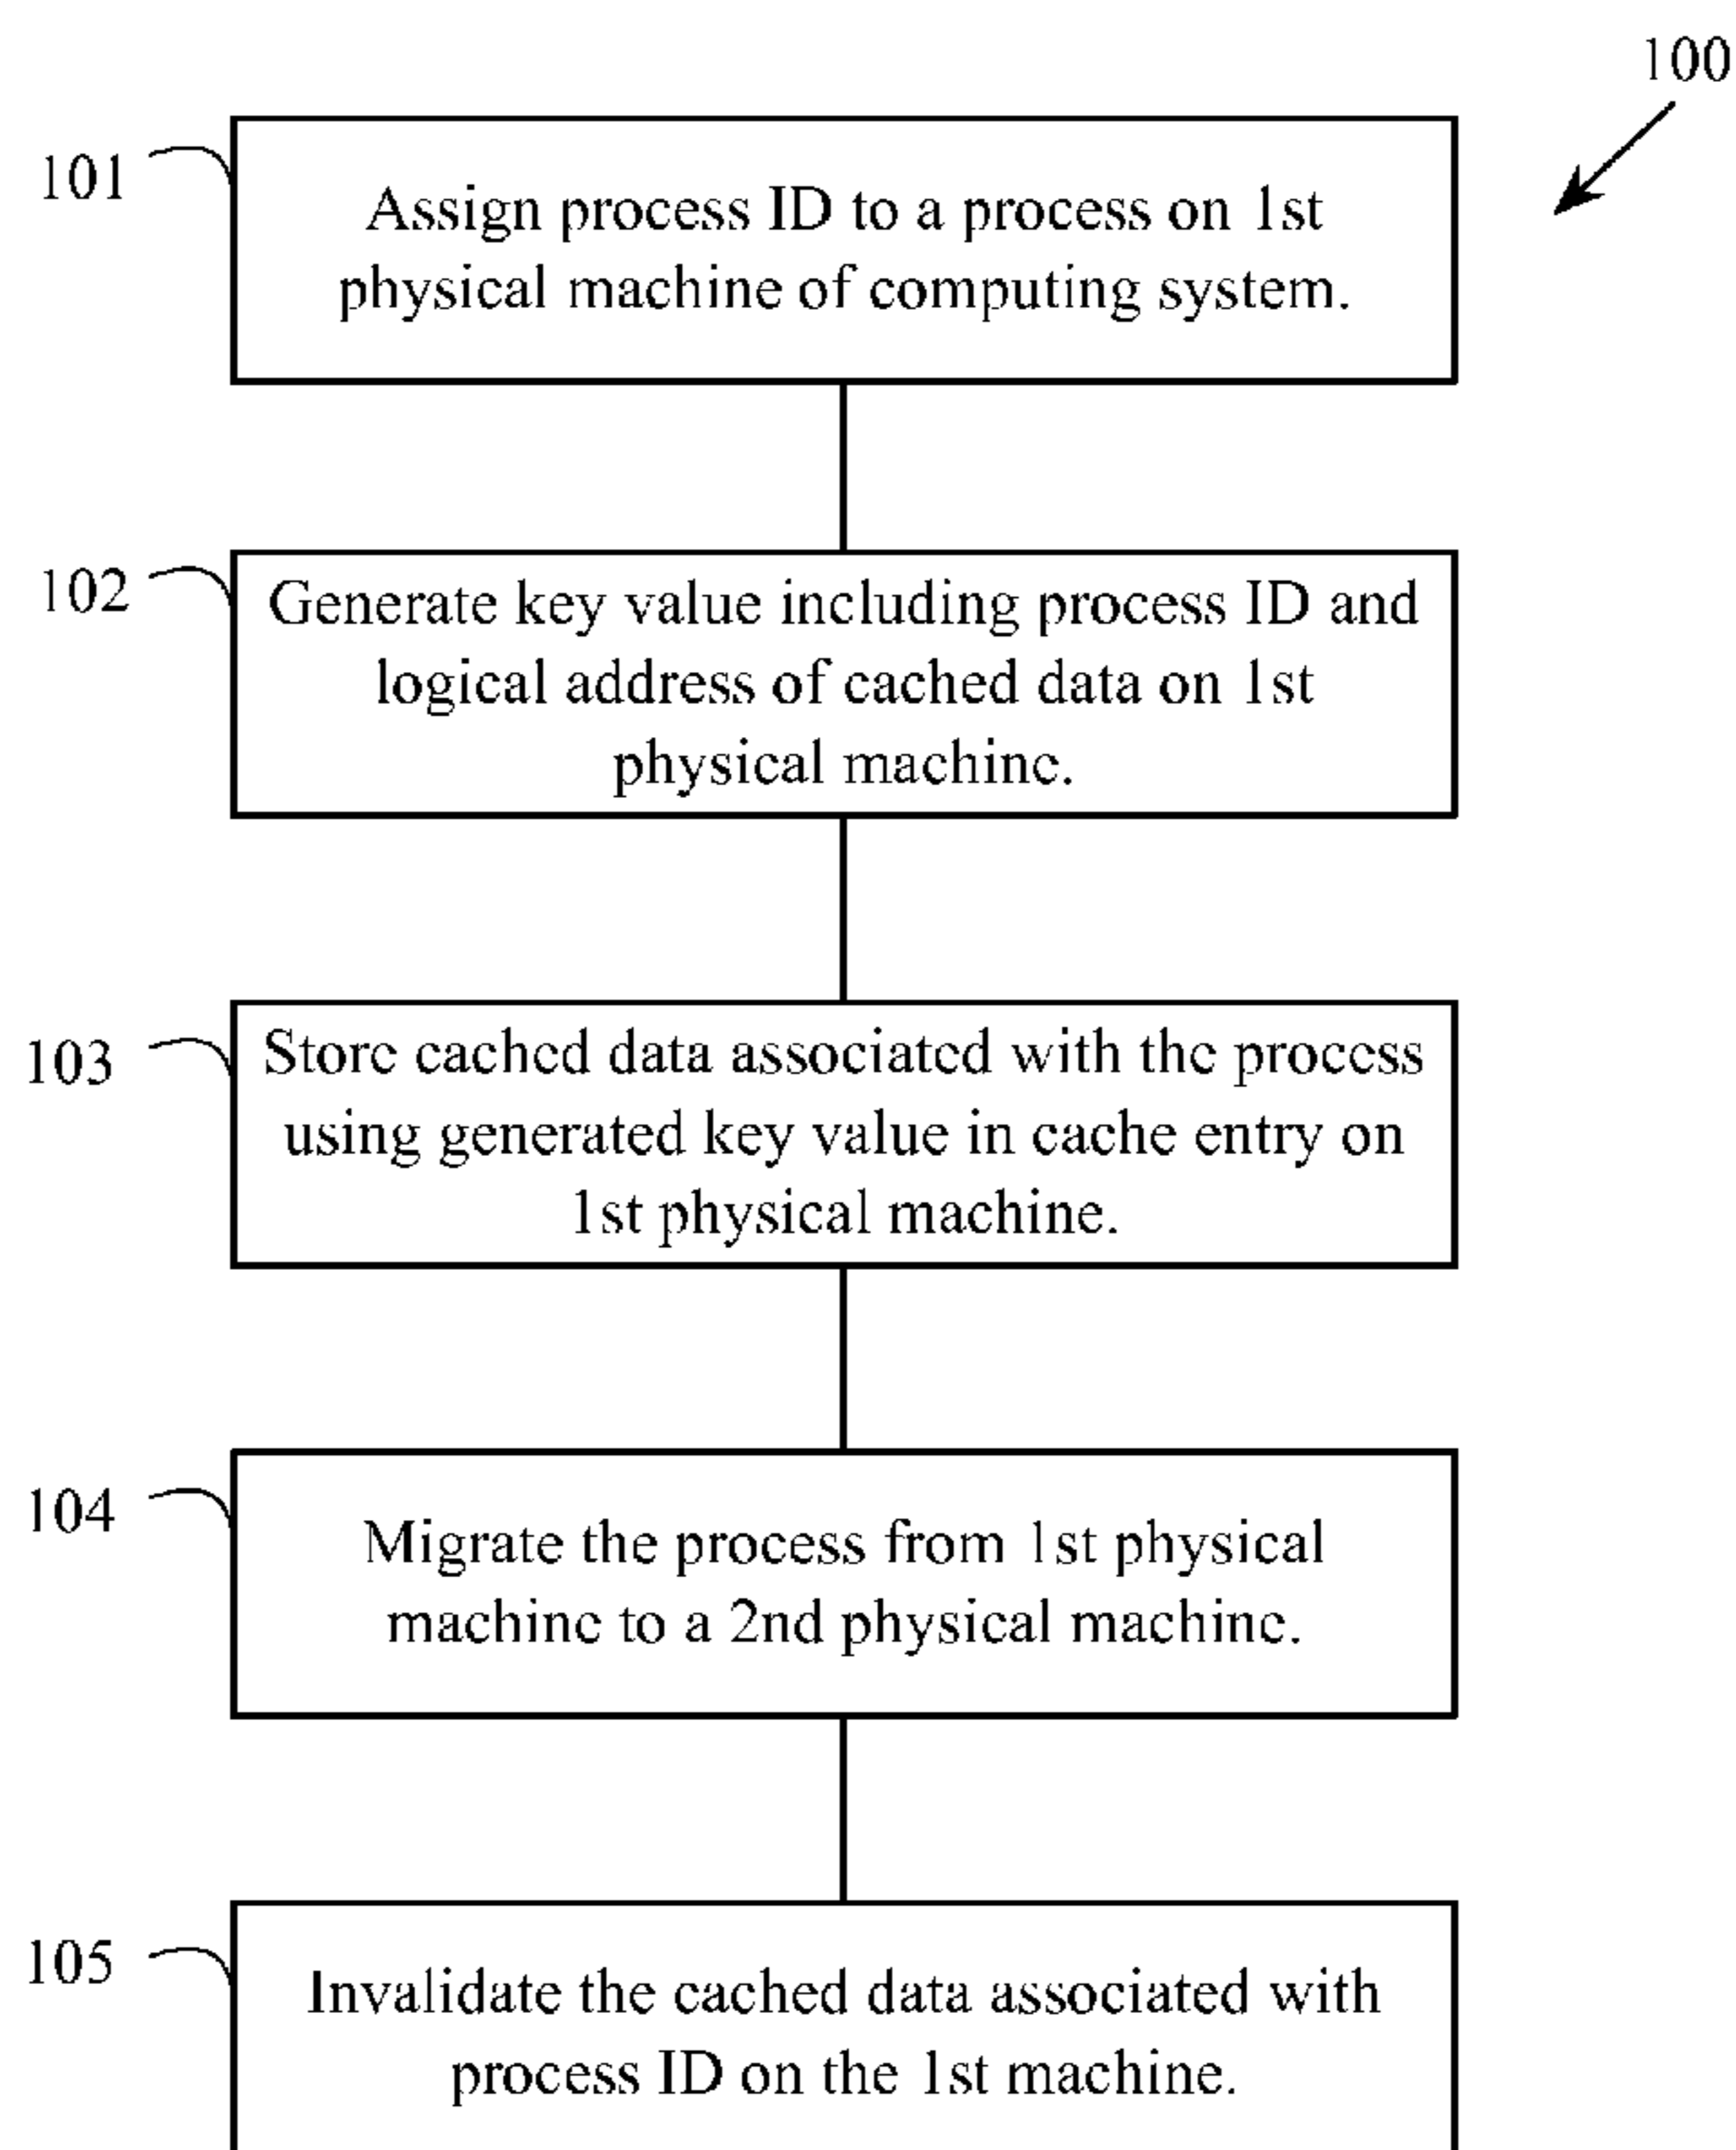 100
101
Assign process ID to a process on 1st
physical machine of computing system.
102
Generate key value including process ID and
logical address of cached data on 1st
physical machine.
103
Store cached data associated with the process
using generated key value in cache entry on
1st physical machine.
104
Migrate the process from 1st physical
machine to a 2nd physical machine.
105
Invalidate the cached data associated with
process ID on the 1st machine.